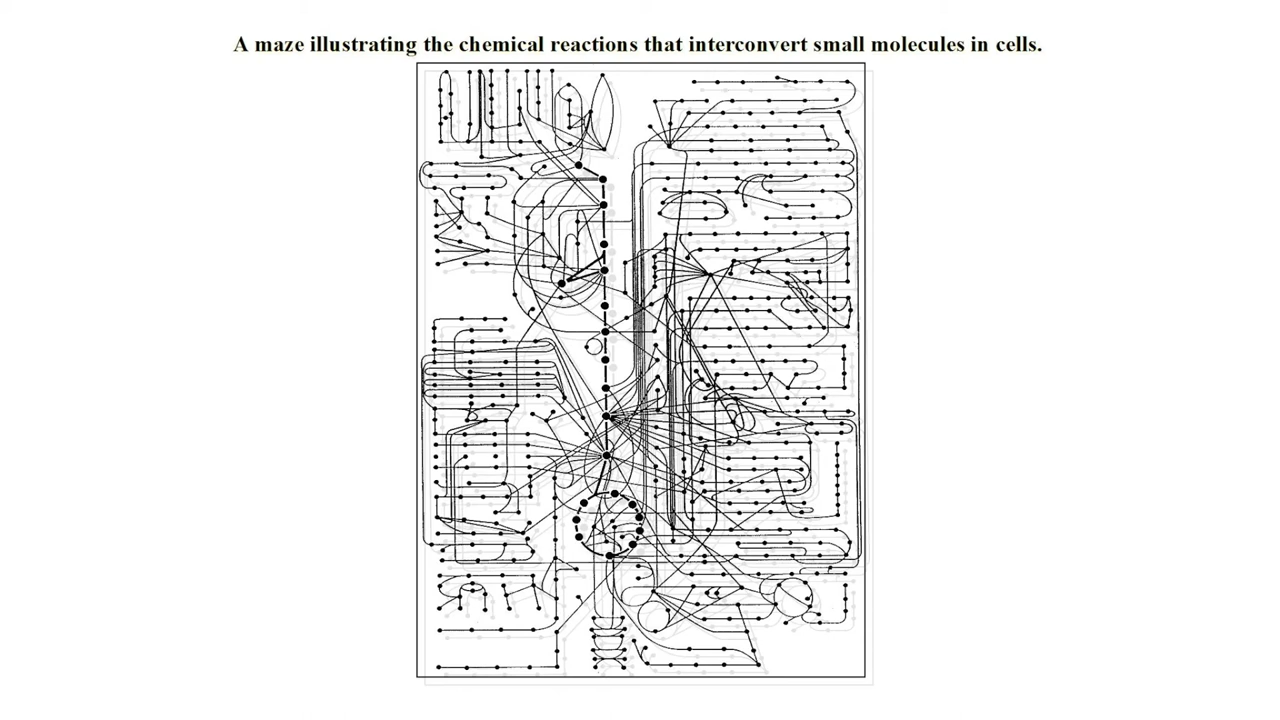 A maze illustrating the chemical reactions that interconvert small molecules in cells.